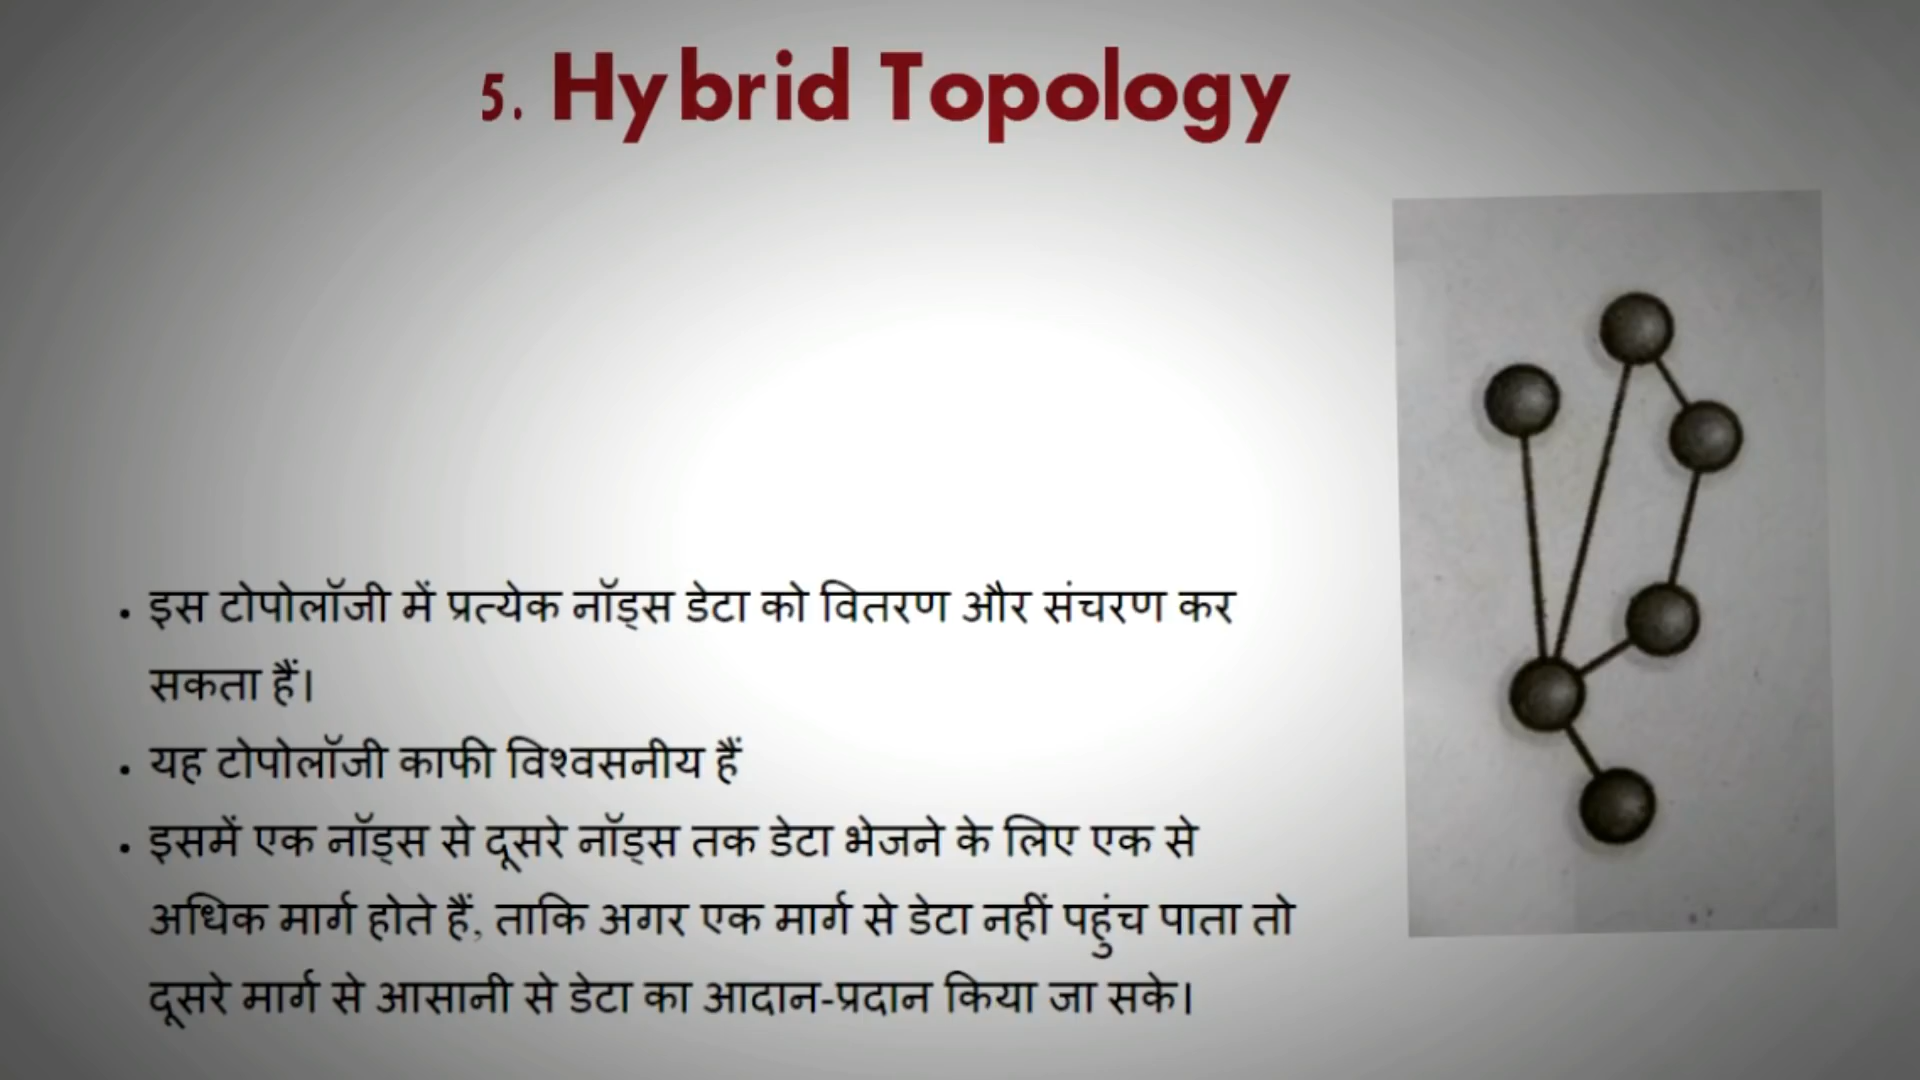 5. Hybrid Topology
• इस टोपोलॉजी में प्रत्येक नॉड्स डेटा को वितरण और संचरण कर
सकता हैं।
• यह टोपोलॉजी काफी विश्वसनीय हैं
• इसमें एक नॉड्स से दूसरे नॉड्स तक डेटा भेजने के लिए एक से
अधिक मार्ग होते हैं, ताकि अगर एक मार्ग से डेटा नहीं पहुंच पाता तो
दूसरे मार्ग से आसानी से डेटा का आदान-प्रदान किया जा सके।